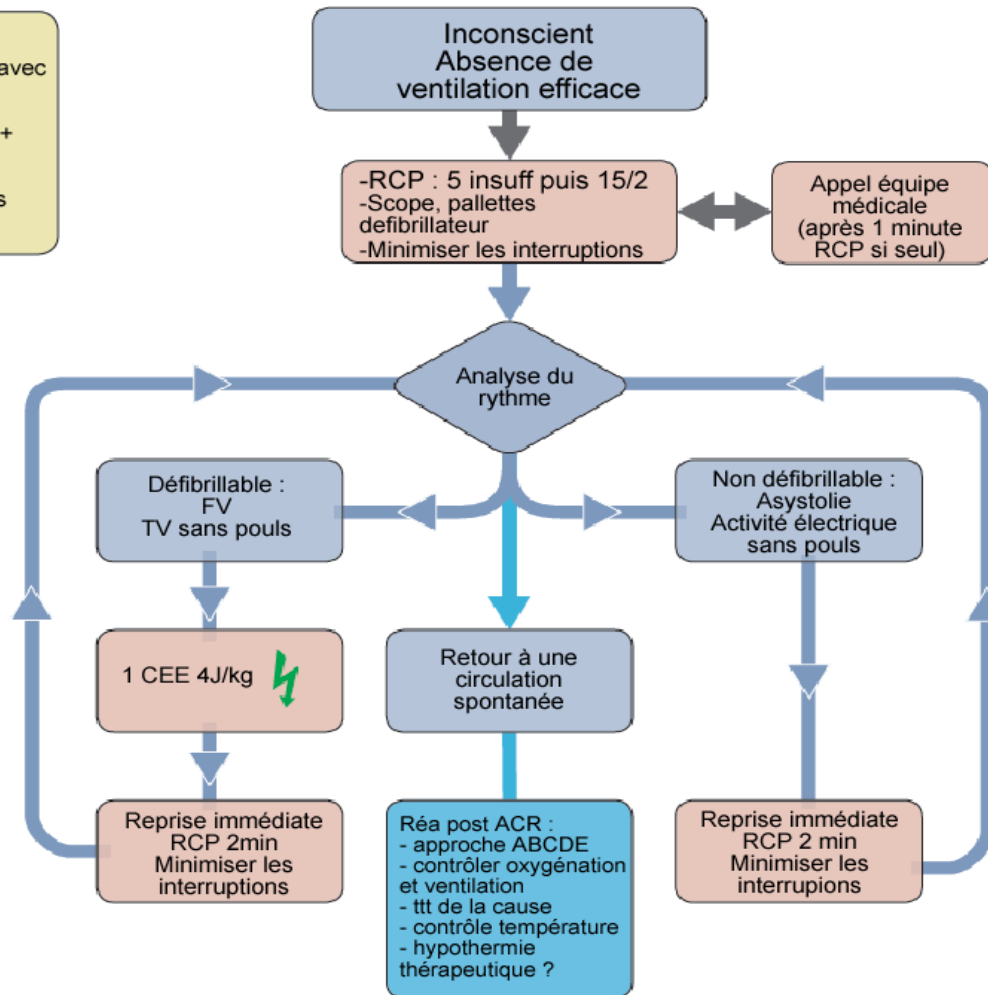 avec
+
s
Inconscient
Absence de
ventilation efficace
-RCP : 5 insuff puis 15/2
-Scope, pallettes
defibrillateur
-Minimiser les interruptions
Appel équipe
médicale
(après 1 minute
RCP si seul)
Analyse du
rythme
Défibrillable :
FV
TV sans pouls
Non défibrillable :
Asystolie
Activité électrique
sans pouls
1 CEE 4J/kg
Retour à une
circulation
spontanée
Reprise immédiate
RCP 2min
Minimiser les
interruptions
Réa post ACR :
- approche ABCDE
- contrôler oxygénation
et ventilation
- ttt de la cause
- contrôle température
- hypothermie
thérapeutique ?
Reprise immédiate
RCP 2 min
Minimiser les
interrupions